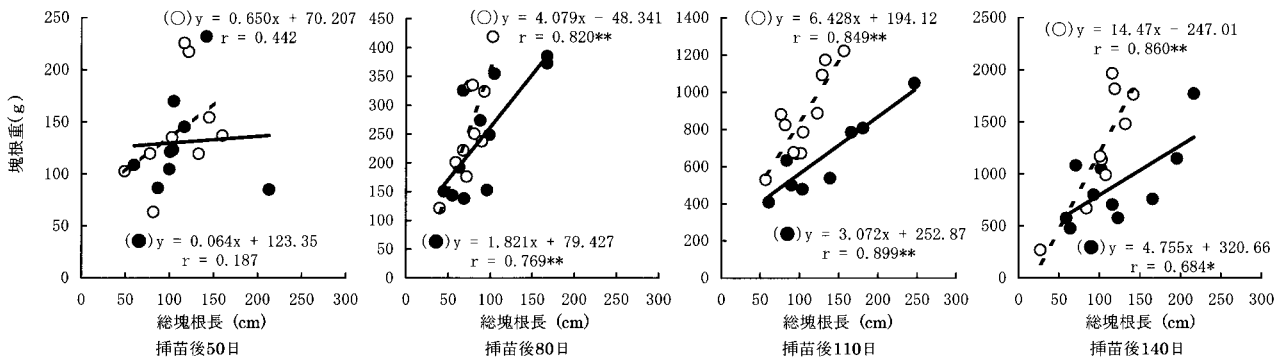 塊根重(g)
250
200
150
100
50
0
(○)y = 0.650x + 70.207
r = 0.442
(●)y = 0.064x + 123.35
r = 0.187
0 50 100 150 200 250 300
総塊根長 (cm)
挿苗後50日
450
400
350
300
250
200
150
100
50
0
(○)y = 4.079x − 48.341
r = 0.820**
(●)y = 1.821x + 79.427
r = 0.769**
0 50 100 150 200 250 300
総塊根長 (cm)
挿苗後80日
1400
1200
1000
800
600
400
200
0
(○)y = 6.428x + 194.12
r = 0.849**
(●)y = 3.072x + 252.87
r = 0.899**
0 50 100 150 200 250 300
総塊根長 (cm)
挿苗後110日
2500
2000
1500
1000
500
0
(○)y = 14.47x − 247.01
r = 0.860**
(●)y = 4.755x + 320.66
r = 0.684*
0 50 100 150 200 250 300
総塊根長 (cm)
挿苗後140日